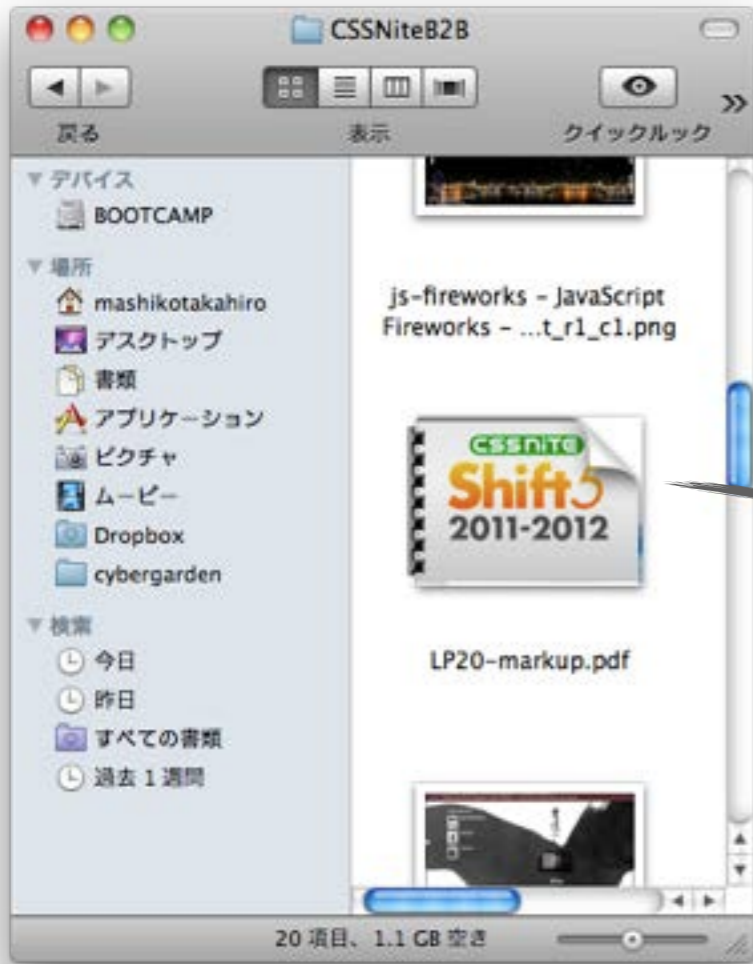 CSSNiteB2B
戻る
表示
クイックルック
デバイス
BOOTCAMP
場所
mashikotakahiro
デスクトップ
書類
アプリケーション
ピクチャ
ムービー
Dropbox
cybergarden
検索
今日
昨日
すべての書類
過去 1 週間
js-fireworks – JavaScript
Fireworks – ...t_r1_c1.png
CSSNITE
Shift5
2011-2012
LP20-markup.pdf
20 項目、1.1 GB 空き